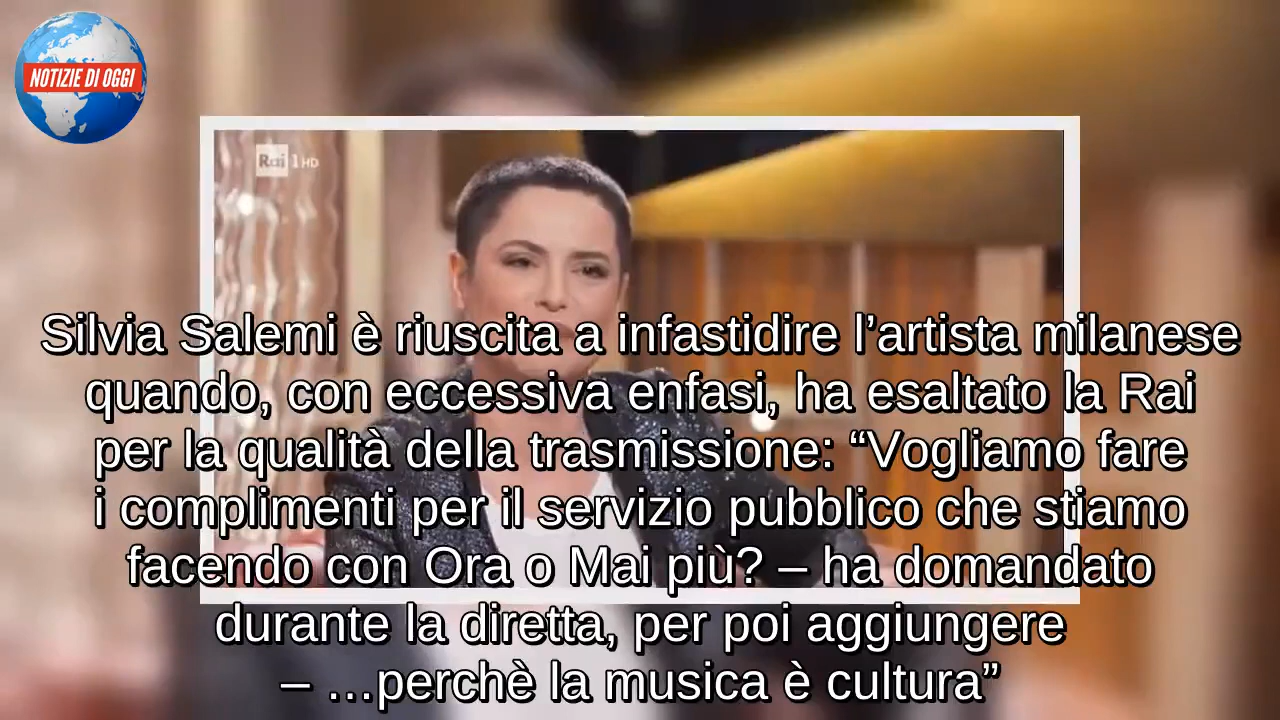 NOTIZIE DI OGGI
Rai 1 HD
Silvia Salemi è riuscita a infastidire l’artista milanese
quando, con eccessiva enfasi, ha esaltato la Rai
per la qualità della trasmissione: “Vogliamo fare
i complimenti per il servizio pubblico che stiamo
facendo con Ora o Mai più? – ha domandato
durante la diretta, per poi aggiungere
– …perchè la musica è cultura”